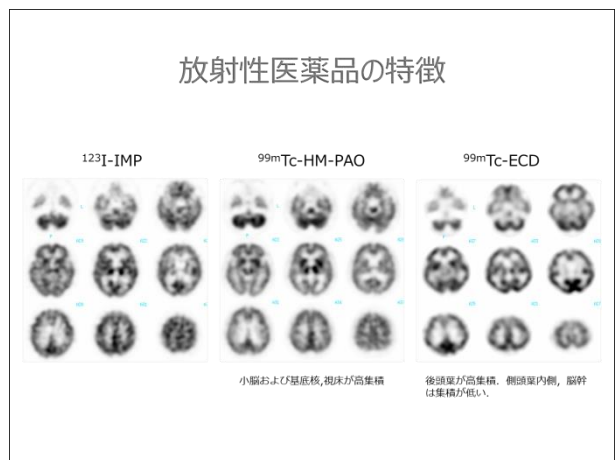 放射性医薬品の特徴
¹²³I-IMP
⁹⁹ᵐTc-HM-PAO
⁹⁹ᵐTc-ECD
小脳および基底核,視床が高集積
後頭葉が高集積．側頭葉内側，脳幹
は集積が低い．